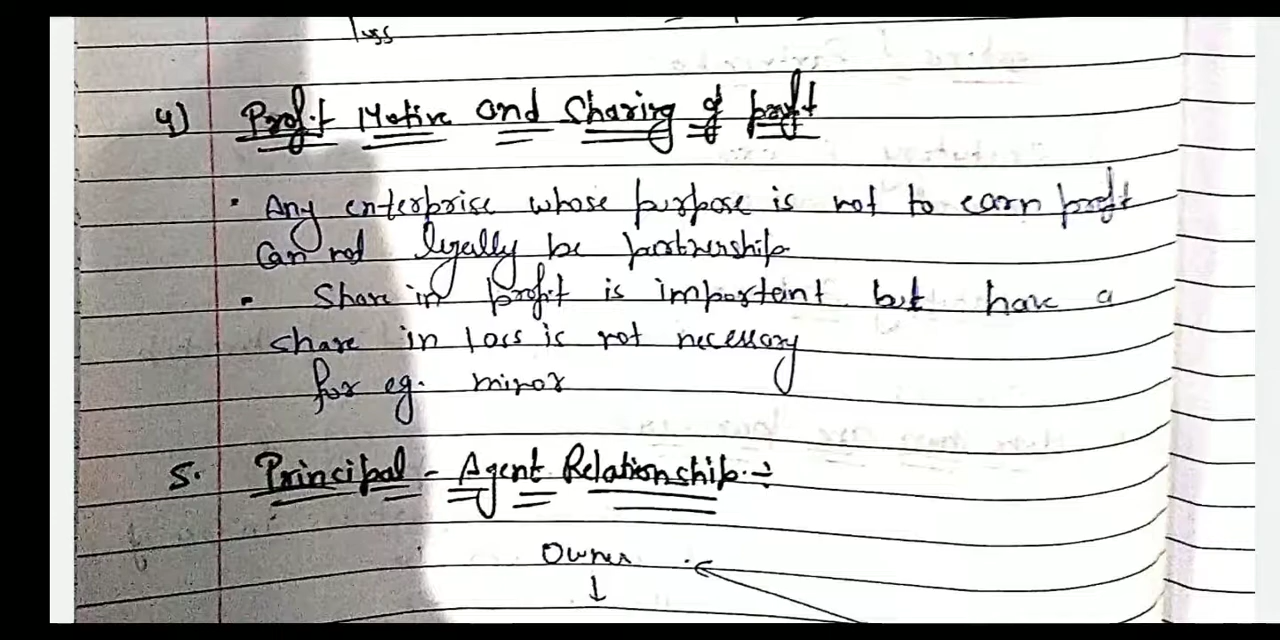 loss
4) Profit Motive and Sharing of profit
• Any enterprise whose purpose is not to earn profit
Can not legally be partnership
• Share in profit is important but have a
share in loss is not necessary
for eg. minor
5. Principal - Agent Relationship :-
Owner
↓